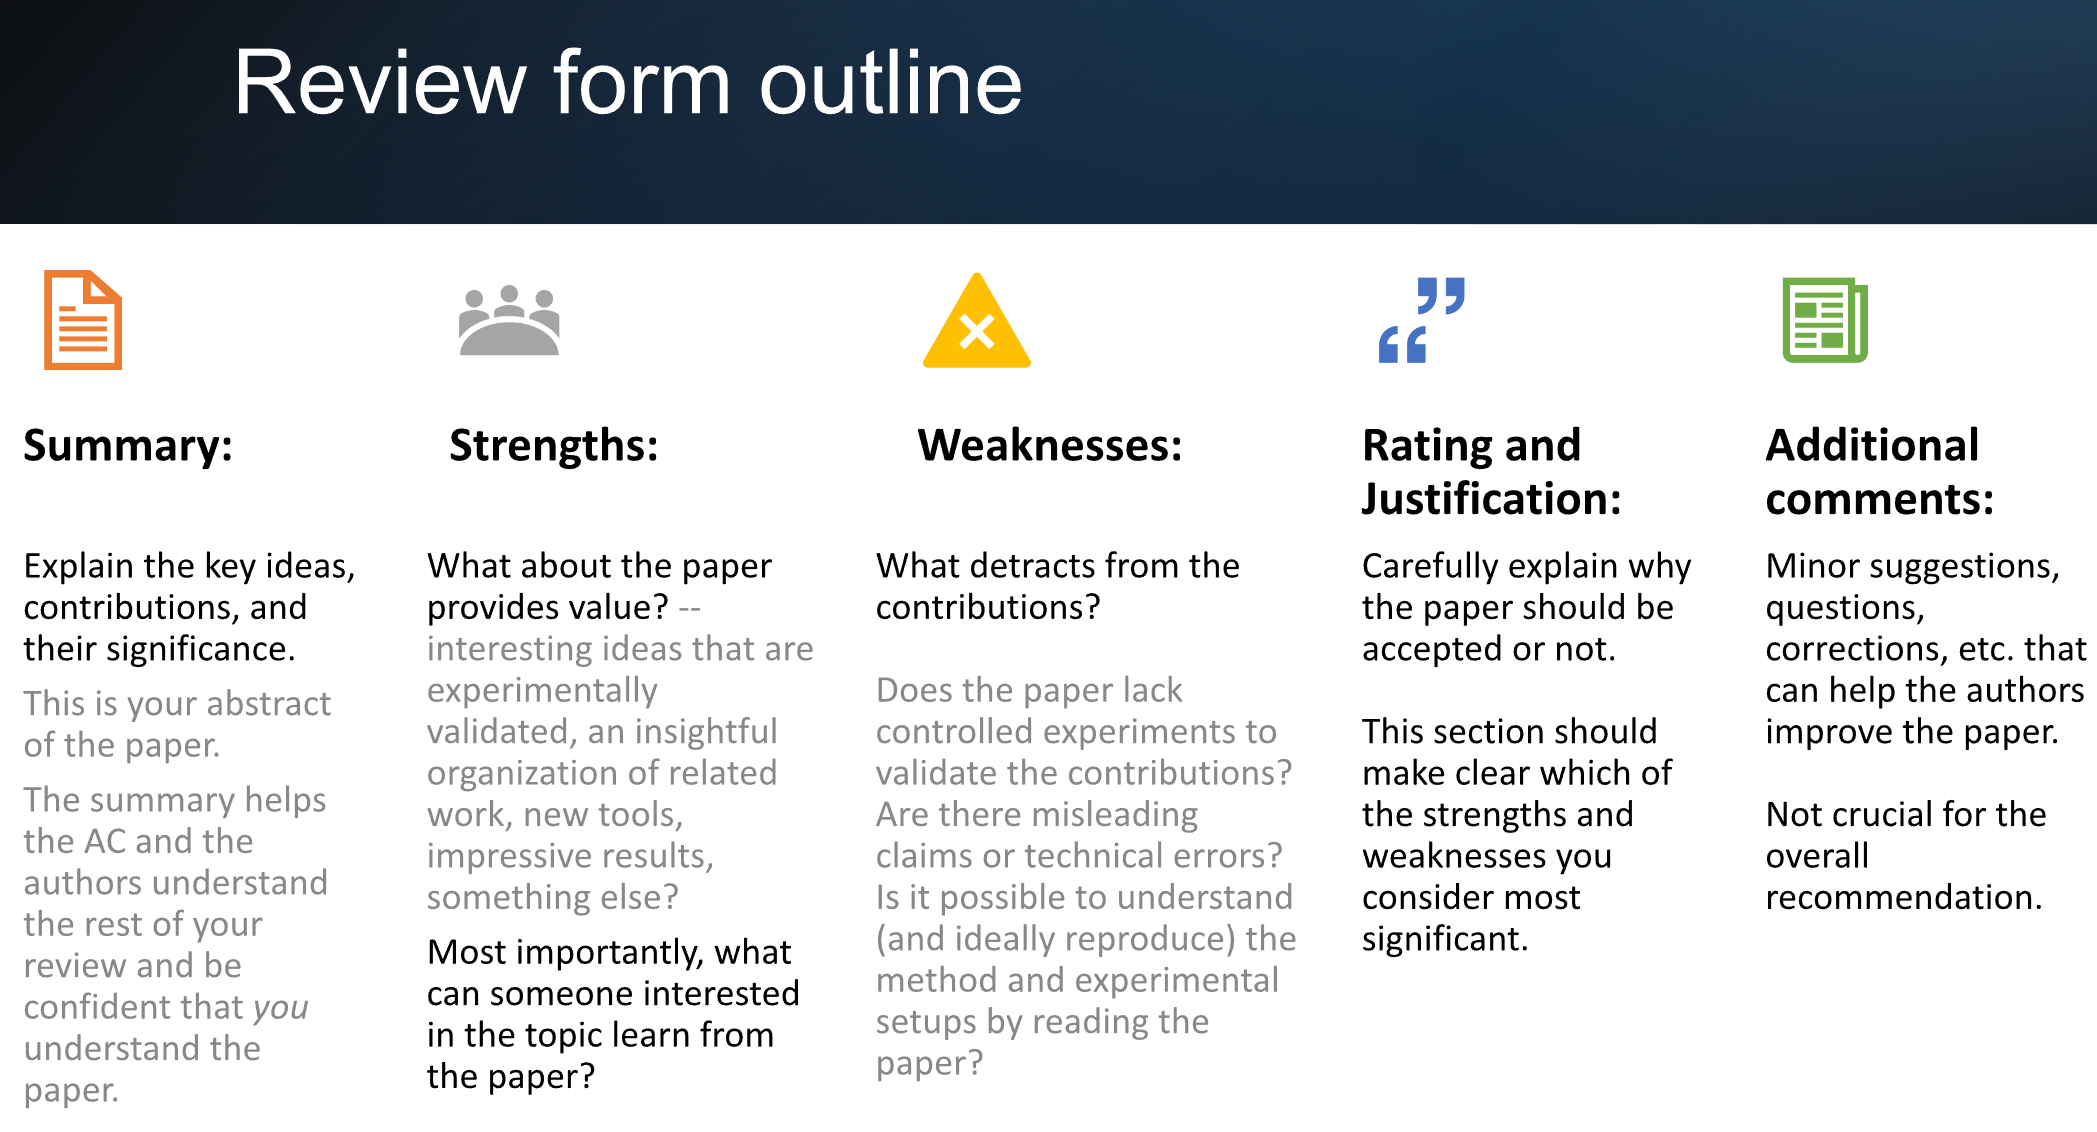 Review form outline
Summary:
Explain the key ideas,
contributions, and
their significance.
This is your abstract
of the paper.
The summary helps
the AC and the
authors understand
the rest of your
review and be
confident that you
understand the
paper.
Strengths:
What about the paper
provides value? --
interesting ideas that are
experimentally
validated, an insightful
organization of related
work, new tools,
impressive results,
something else?
Most importantly, what
can someone interested
in the topic learn from
the paper?
Weaknesses:
What detracts from the
contributions?
Does the paper lack
controlled experiments to
validate the contributions?
Are there misleading
claims or technical errors?
Is it possible to understand
(and ideally reproduce) the
method and experimental
setups by reading the
paper?
Rating and
Justification:
Carefully explain why
the paper should be
accepted or not.
This section should
make clear which of
the strengths and
weaknesses you
consider most
significant.
Additional
comments:
Minor suggestions,
questions,
corrections, etc. that
can help the authors
improve the paper.
Not crucial for the
overall
recommendation.